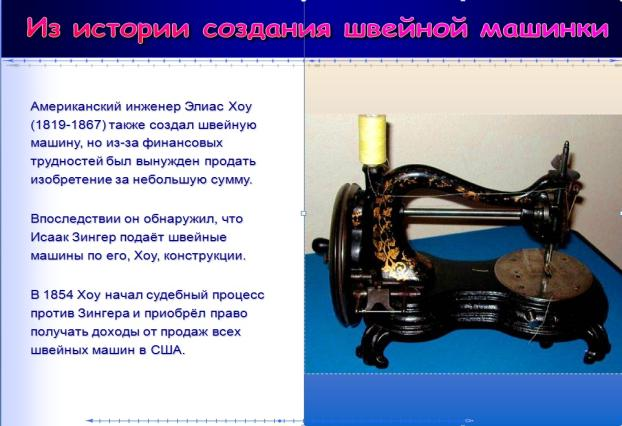 Из истории создания швейной машинки
Американский инженер Элиас Хоу
(1819-1867) также создал швейную
машину, но из-за финансовых
трудностей был вынужден продать
изобретение за небольшую сумму.
Впоследствии он обнаружил, что
Исаак Зингер подаёт швейные
машины по его, Хоу, конструкции.
В 1854 Хоу начал судебный процесс
против Зингера и приобрёл право
получать доходы от продаж всех
швейных машин в США.